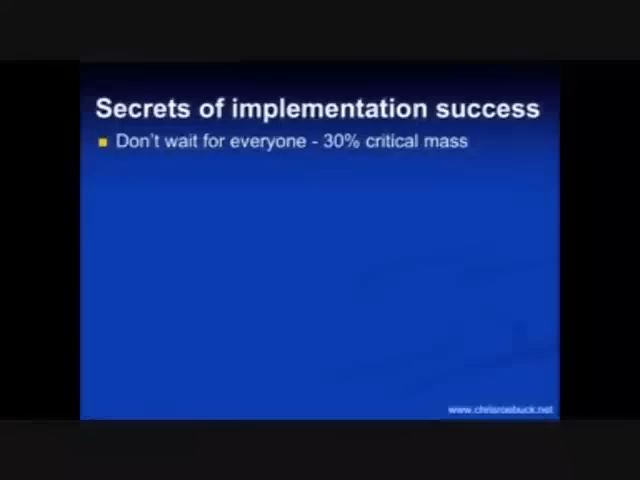 Secrets of implementation success
Don't wait for everyone - 30% critical mass
www.chrisroebuck.net